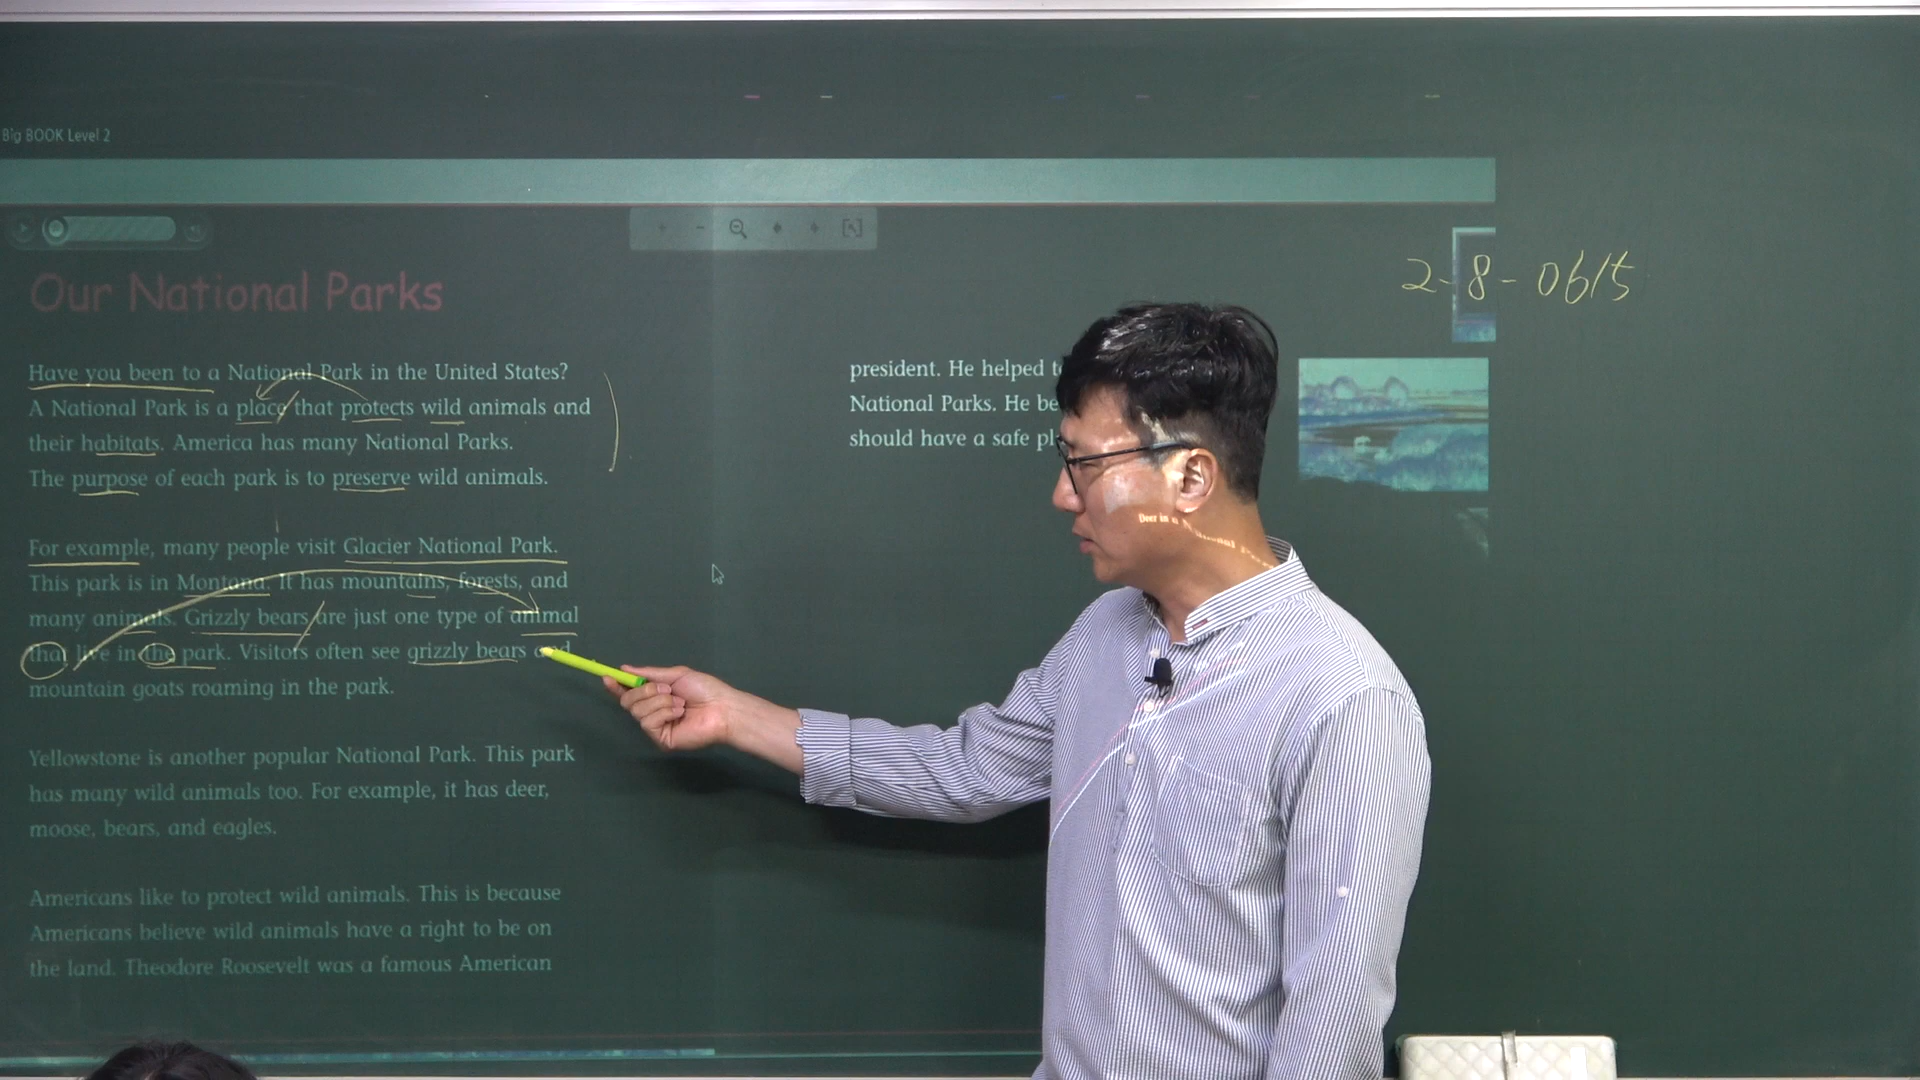 Big BOOK Level 2
Our National Parks
Have you been to a National Park in the United States?
A National Park is a place that protects wild animals and
their habitats. America has many National Parks.
The purpose of each park is to preserve wild animals.
For example, many people visit Glacier National Park.
This park is in Montana. It has mountains, forests, and
many animals. Grizzly bears are just one type of animal
that live in the park. Visitors often see grizzly bears and
mountain goats roaming in the park.
Yellowstone is another popular National Park. This park
has many wild animals too. For example, it has deer,
moose, bears, and eagles.
Americans like to protect wild animals. This is because
Americans believe wild animals have a right to be on
the land. Theodore Roosevelt was a famous American
president. He helped
National Parks. He
should have a safe
2-8-0615
Deer in a National